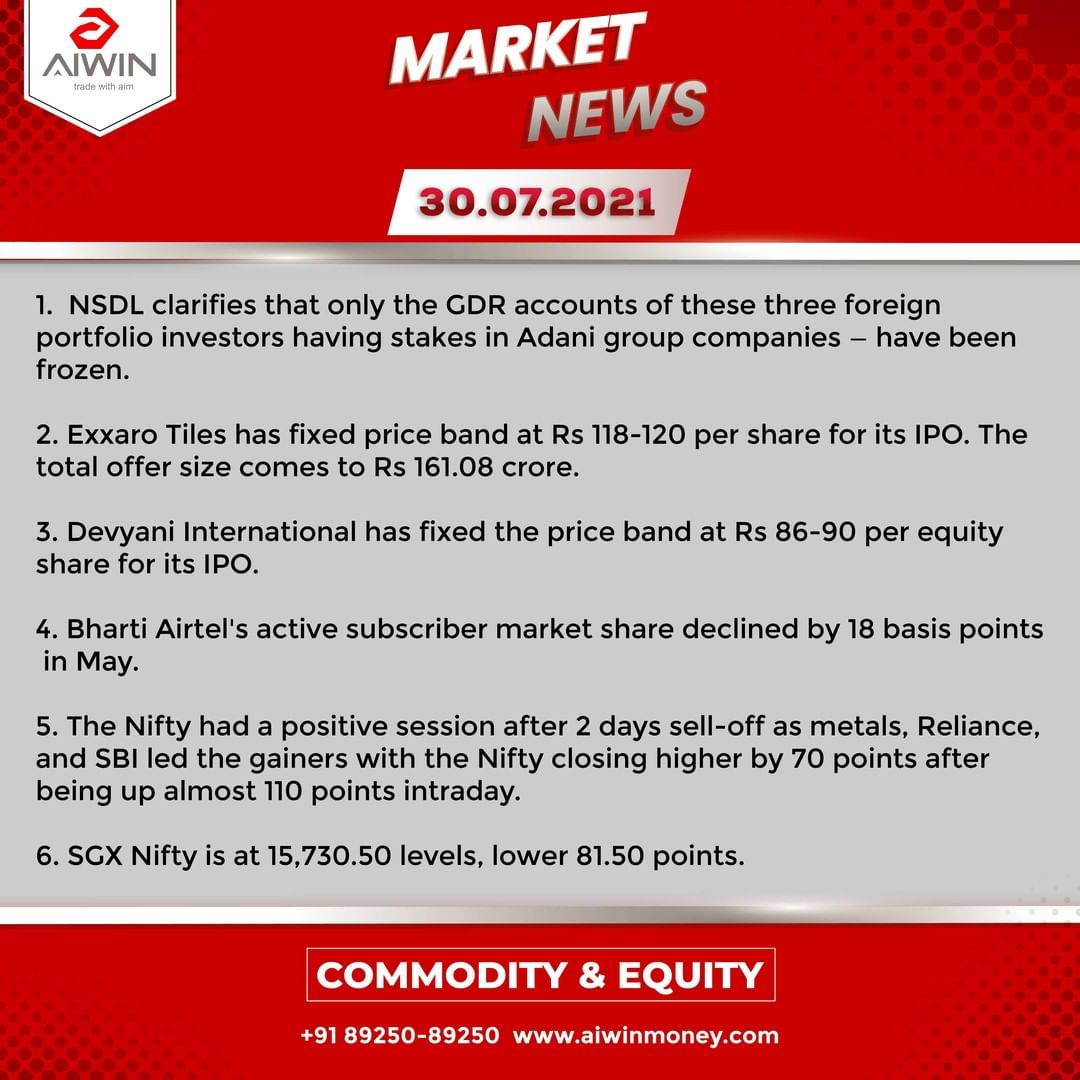 AIWIN
trade with aim
MARKET
NEWS
30.07.2021
1.  NSDL clarifies that only the GDR accounts of these three foreign
portfolio investors having stakes in Adani group companies – have been
frozen.
2. Exxaro Tiles has fixed price band at Rs 118-120 per share for its IPO. The
total offer size comes to Rs 161.08 crore.
3. Devyani International has fixed the price band at Rs 86-90 per equity
share for its IPO.
4. Bharti Airtel's active subscriber market share declined by 18 basis points
in May.
5. The Nifty had a positive session after 2 days sell-off as metals, Reliance,
and SBI led the gainers with the Nifty closing higher by 70 points after
being up almost 110 points intraday.
6. SGX Nifty is at 15,730.50 levels, lower 81.50 points.
COMMODITY & EQUITY
+91 89250-89250  www.aiwinmoney.com